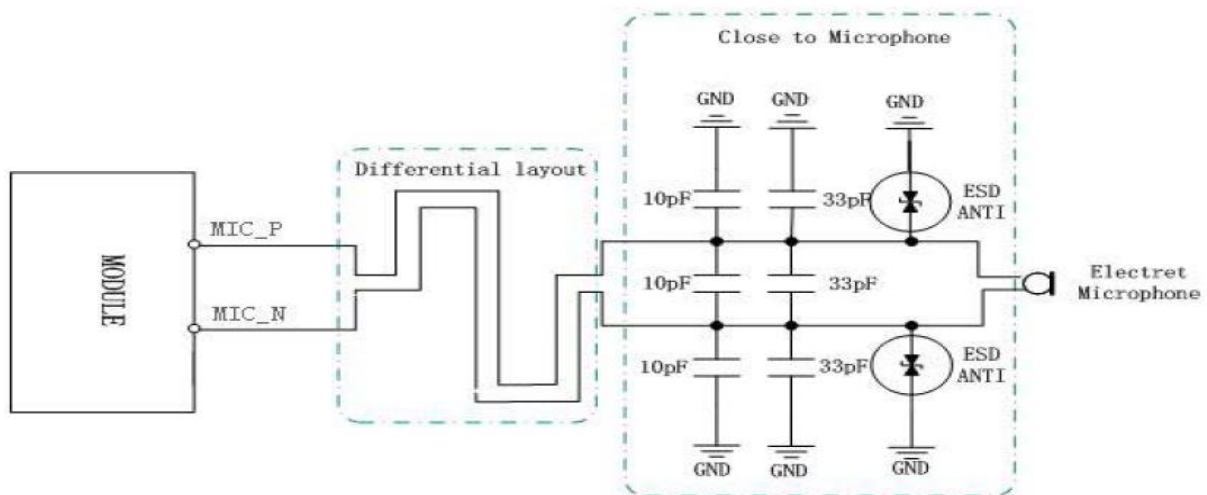 Close to Microphone
GND
GND
GND
Differential layout
10pF
33pF
ESD
ANTI
MIC_P
MODULE
10pF
33pF
Electret
Microphone
MIC_N
10pF
33pF
ESD
ANTI
GND
GND
GND